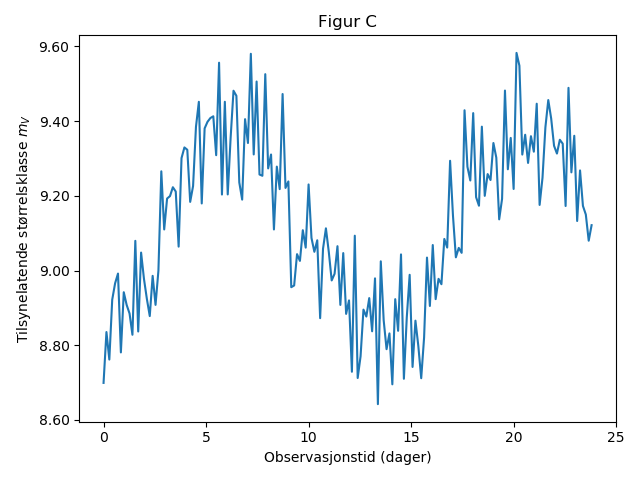 Figur C
9.60
9.40
9.20
9.00
8.80
8.60
Tilsynelatende størrelsklasse m_V
0 5 10 15 20 25
Observasjonstid (dager)